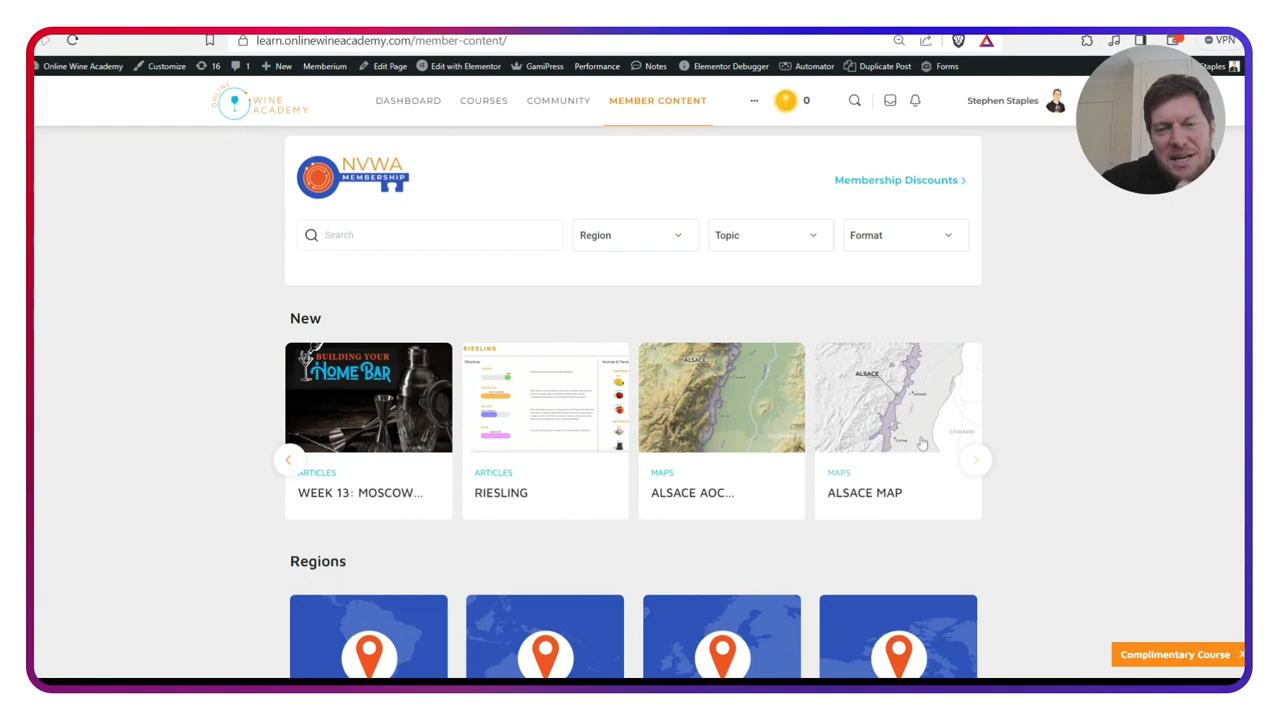 learn.onlinewineacademy.com/member-content/
VPN
Online Wine Academy Customize 16 1 New Memberium Edit Page Edit with Elementor GamiPress Performance Notes Elementor Debugger Automator Duplicate Post Forms Staples
ONLINE
WINE
ACADEMY
DASHBOARD COURSES COMMUNITY MEMBER CONTENT ... 0 Stephen Staples
NVWA
MEMBERSHIP
Membership Discounts
Search Region Topic Format
New
BUILDING YOUR
HOME BAR
RIESLING
ALSACE
ALSACE
GERMANY
ARTICLES ARTICLES MAPS MAPS
WEEK 13: MOSCOW... RIESLING ALSACE AOC... ALSACE MAP
Regions
Complimentary Course X